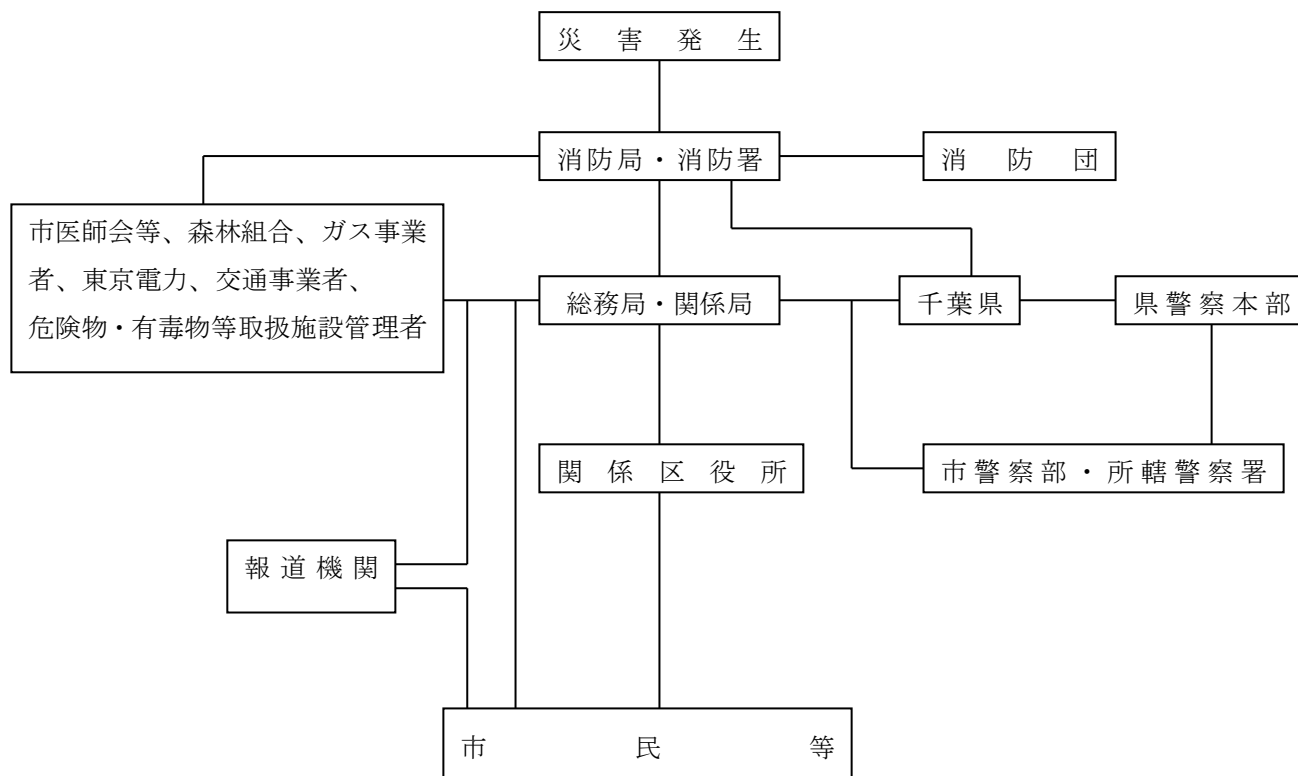 災害発生
消防局・消防署
消防団
市医師会等、森林組合、ガス事業
者、東京電力、交通事業者、
危険物・有毒物等取扱施設管理者
総務局・関係局
千葉県
県警察本部
関係区役所
市警察部・所轄警察署
報道機関
市民等